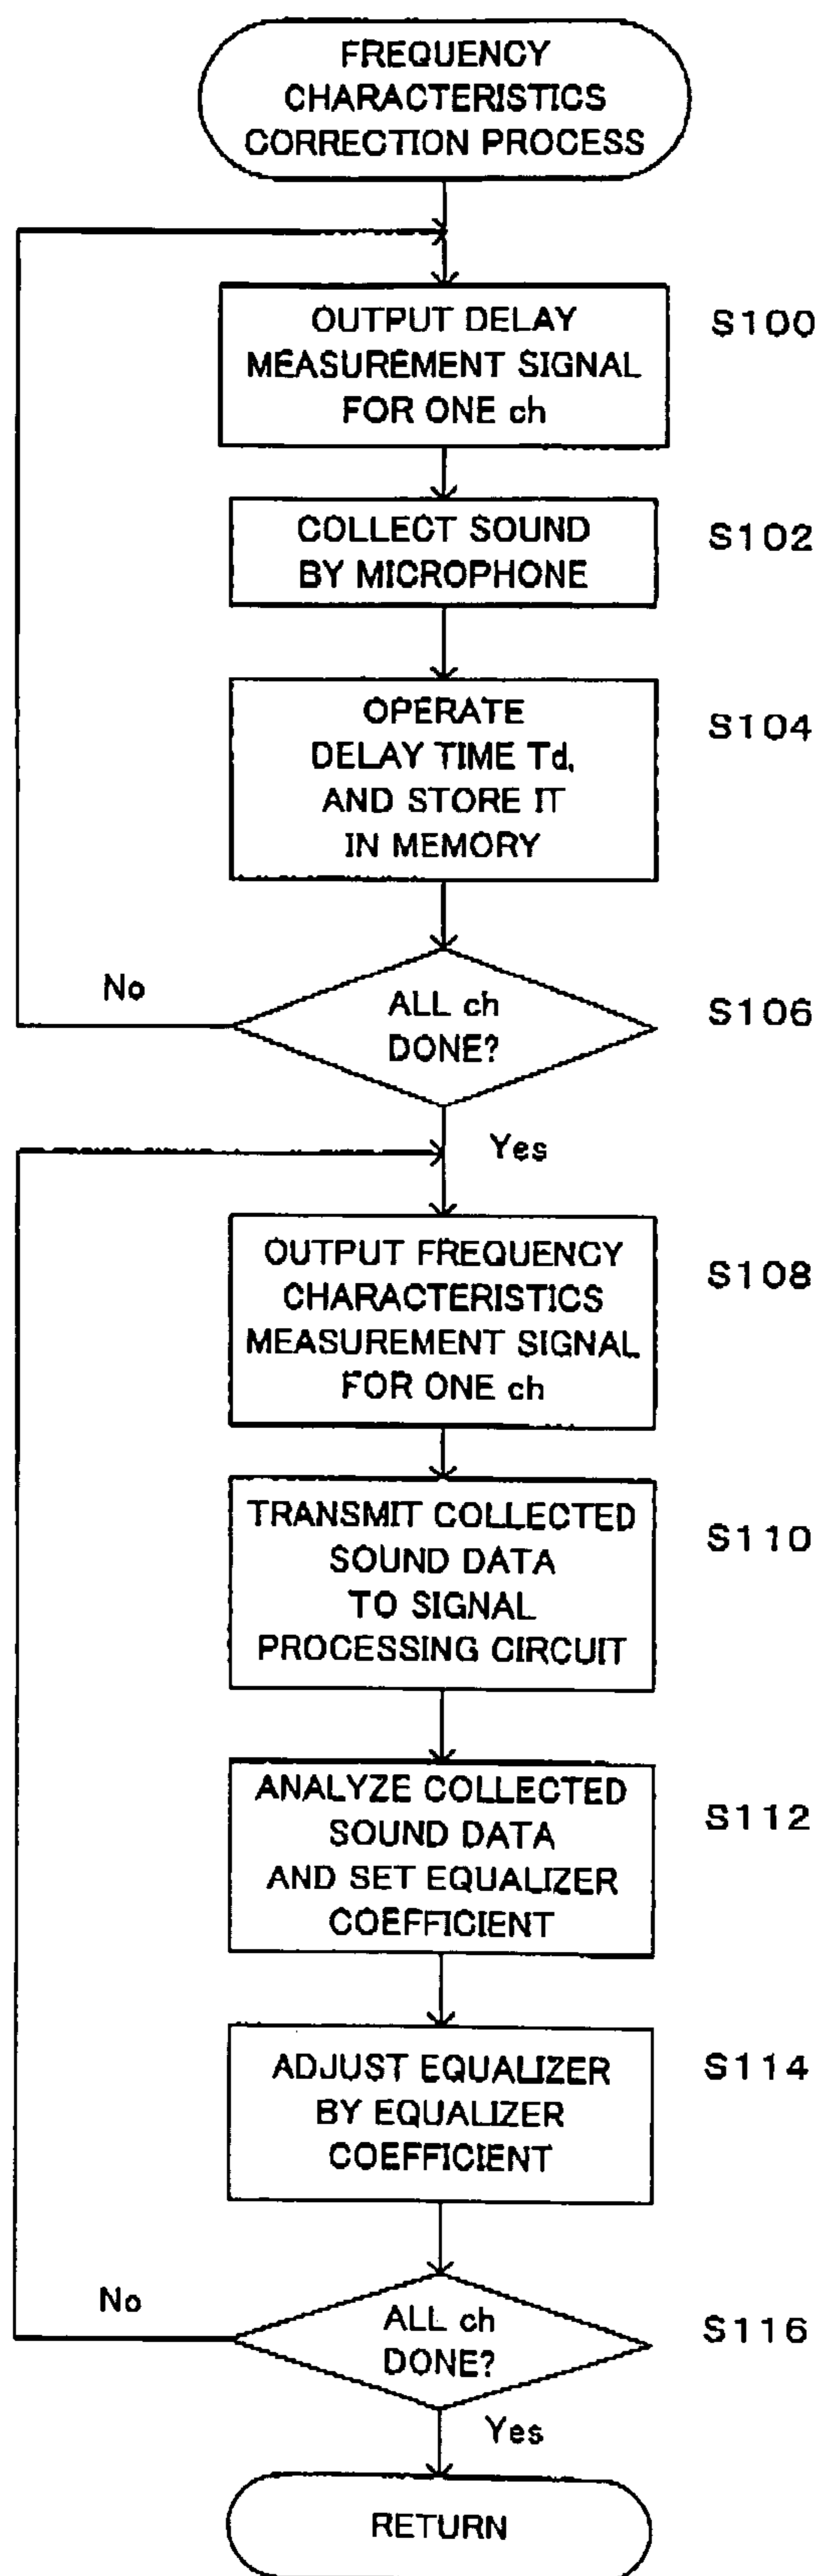 FREQUENCY
CHARACTERISTICS
CORRECTION PROCESS
OUTPUT DELAY
MEASUREMENT SIGNAL
FOR ONE ch
S100
COLLECT SOUND
BY MICROPHONE
S102
OPERATE
DELAY TIME Td,
AND STORE IT
IN MEMORY
S104
No
ALL ch
DONE?
S106
Yes
OUTPUT FREQUENCY
CHARACTERISTICS
MEASUREMENT SIGNAL
FOR ONE ch
S108
TRANSMIT COLLECTED
SOUND DATA
TO SIGNAL
PROCESSING CIRCUIT
S110
ANALYZE COLLECTED
SOUND DATA
AND SET EQUALIZER
COEFFICIENT
S112
ADJUST EQUALIZER
BY EQUALIZER
COEFFICIENT
S114
No
ALL ch
DONE?
S116
Yes
RETURN